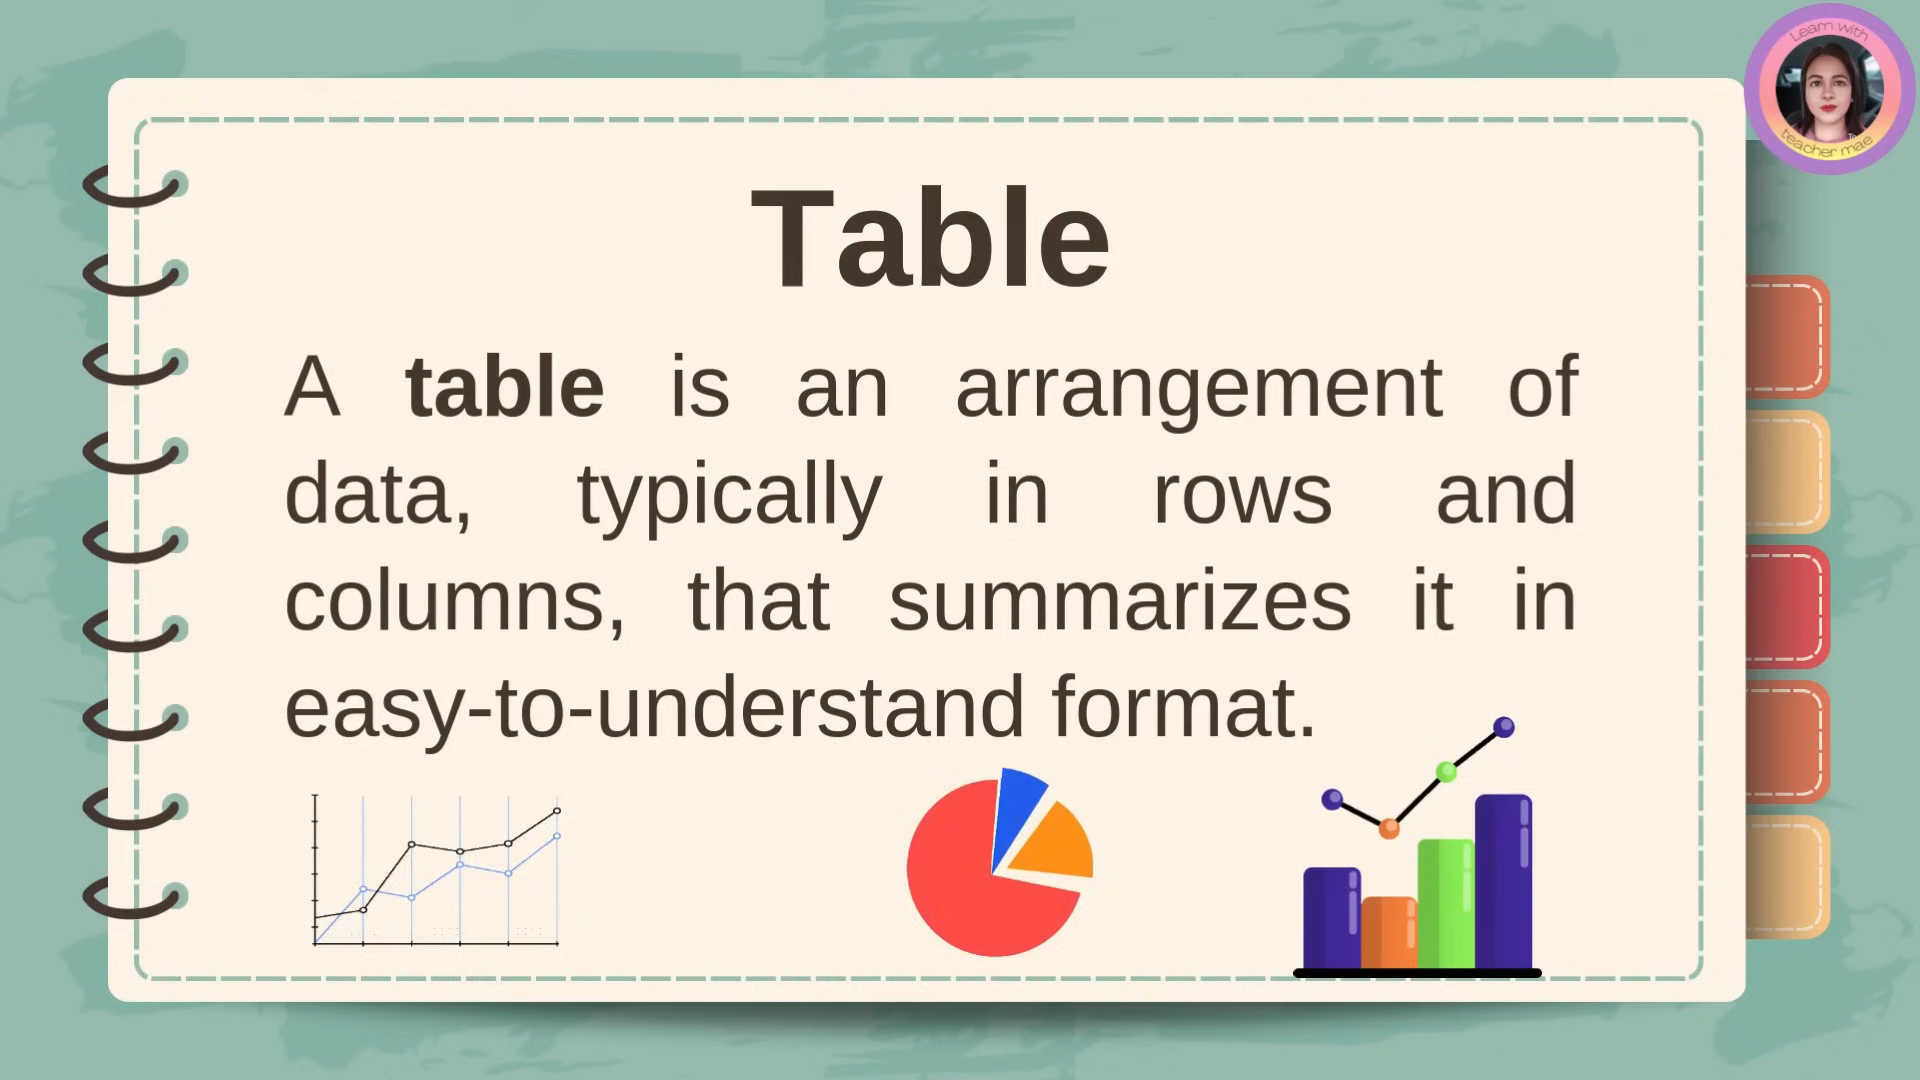 Learn with
teacher mae
Table
A table is an arrangement of
data, typically in rows and
columns, that summarizes it in
easy-to-understand format.